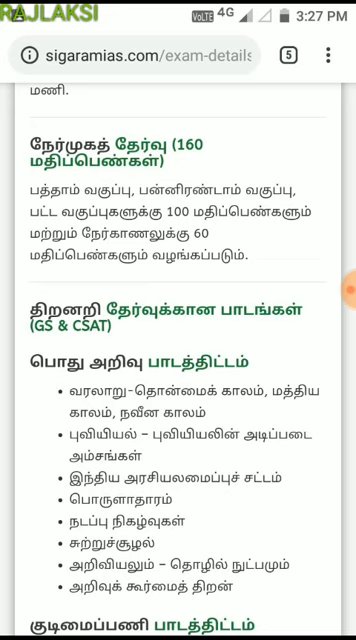 RAJLAKSI
VoLTE 4G 3:27 PM
sigaramias.com/exam-details
5
மணி.
நேர்முகத் தேர்வு (160
மதிப்பெண்கள்)
பத்தாம் வகுப்பு, பன்னிரண்டாம் வகுப்பு,
பட்ட வகுப்புகளுக்கு 100 மதிப்பெண்களும்
மற்றும் நேர்காணலுக்கு 60
மதிப்பெண்களும் வழங்கப்படும்.
திறனறி தேர்வுக்கான பாடங்கள்
(GS & CSAT)
பொது அறிவு பாடத்திட்டம்
• வரலாறு-தொன்மைக் காலம், மத்திய
காலம், நவீன காலம்
• புவியியல் – புவியியலின் அடிப்படை
அம்சங்கள்
• இந்திய அரசியலமைப்புச் சட்டம்
• பொருளாதாரம்
• நடப்பு நிகழ்வுகள்
• சுற்றுச்சூழல்
• அறிவியலும் – தொழில் நுட்பமும்
• அறிவுக் கூர்மைத் திறன்
குடிமைப்பணி பாடத்திட்டம்